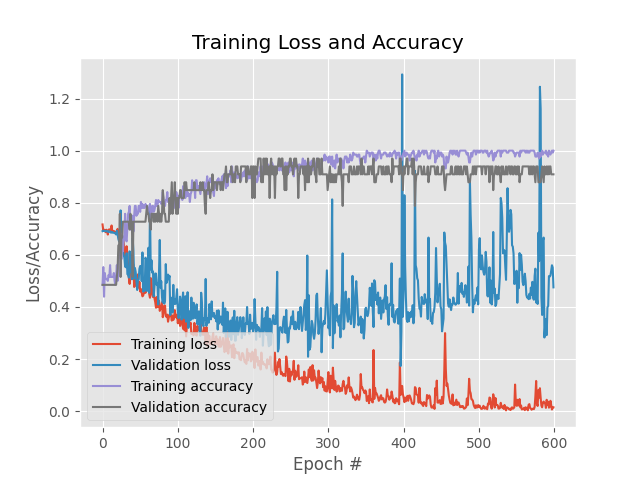 Training Loss and Accuracy
Loss/Accuracy
1.2
1.0
0.8
0.6
0.4
0.2
0.0
Training loss
Validation loss
Training accuracy
Validation accuracy
0 100 200 300 400 500 600
Epoch #